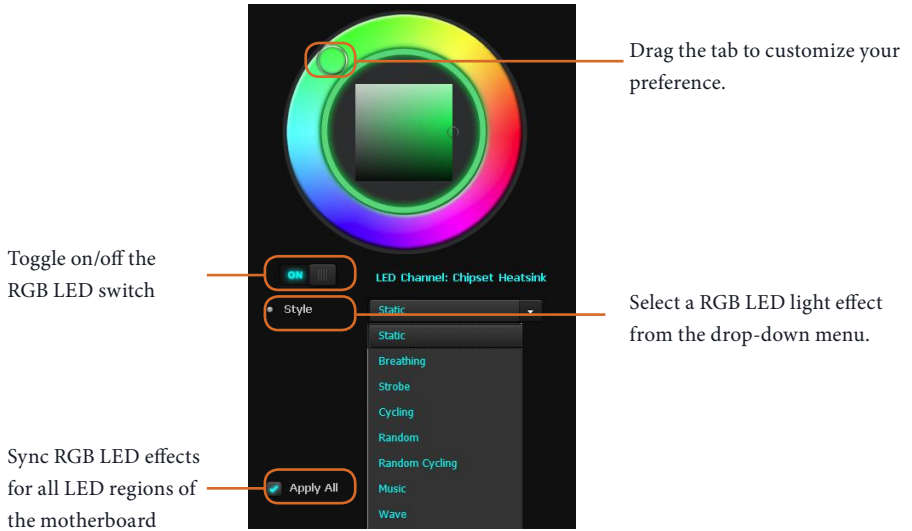 Drag the tab to customize your
preference.
Toggle on/off the
RGB LED switch
ON
LED Channel: Chipset Heatsink
Style
Static
Select a RGB LED light effect
from the drop-down menu.
Static
Breathing
Strobe
Cycling
Random
Random Cycling
Music
Wave
Sync RGB LED effects
for all LED regions of
the motherboard
Apply All